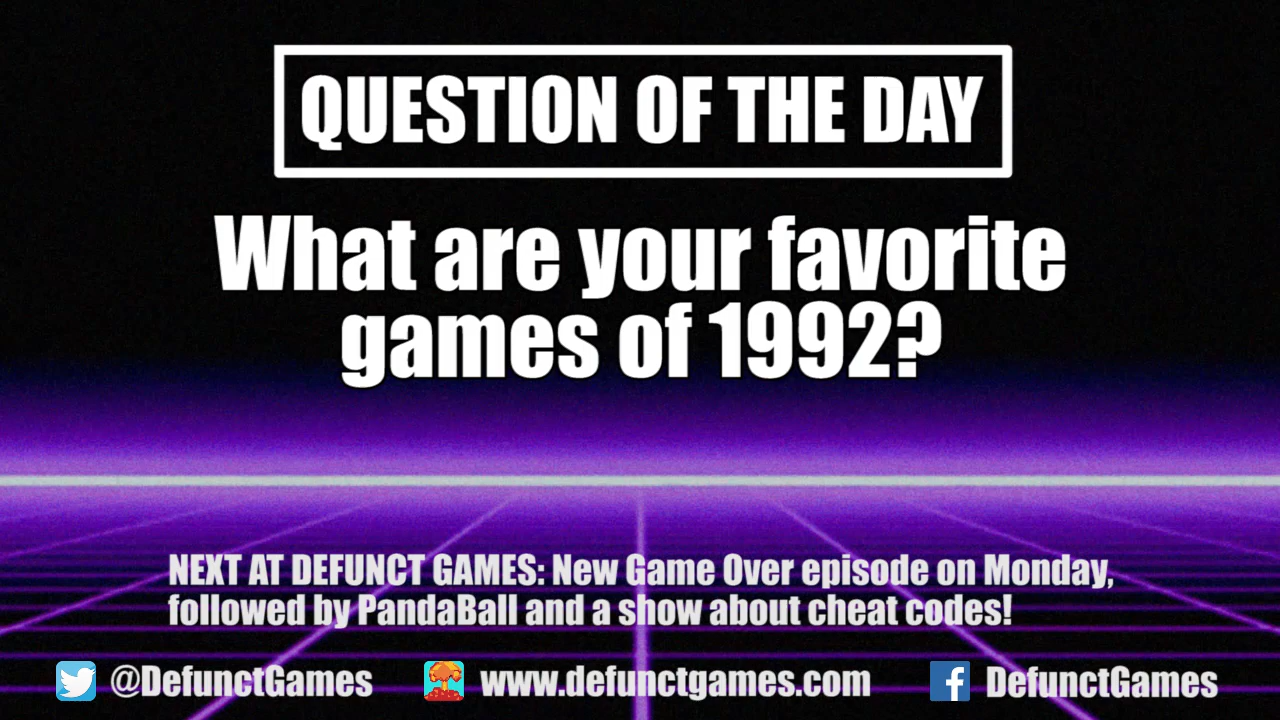 QUESTION OF THE DAY
What are your favorite
games of 1992?
NEXT AT DEFUNCT GAMES: New Game Over episode on Monday,
followed by PandaBall and a show about cheat codes!
@DefunctGames
www.defunctgames.com
DefunctGames